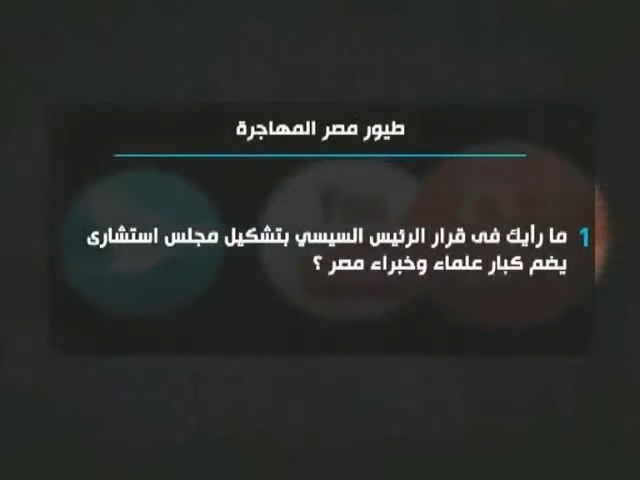 طيور مصر المهاجرة
1 ما رأيك فى قرار الرئيس السيسي بتشكيل مجلس استشارى
يضم كبار علماء وخبراء مصر ؟